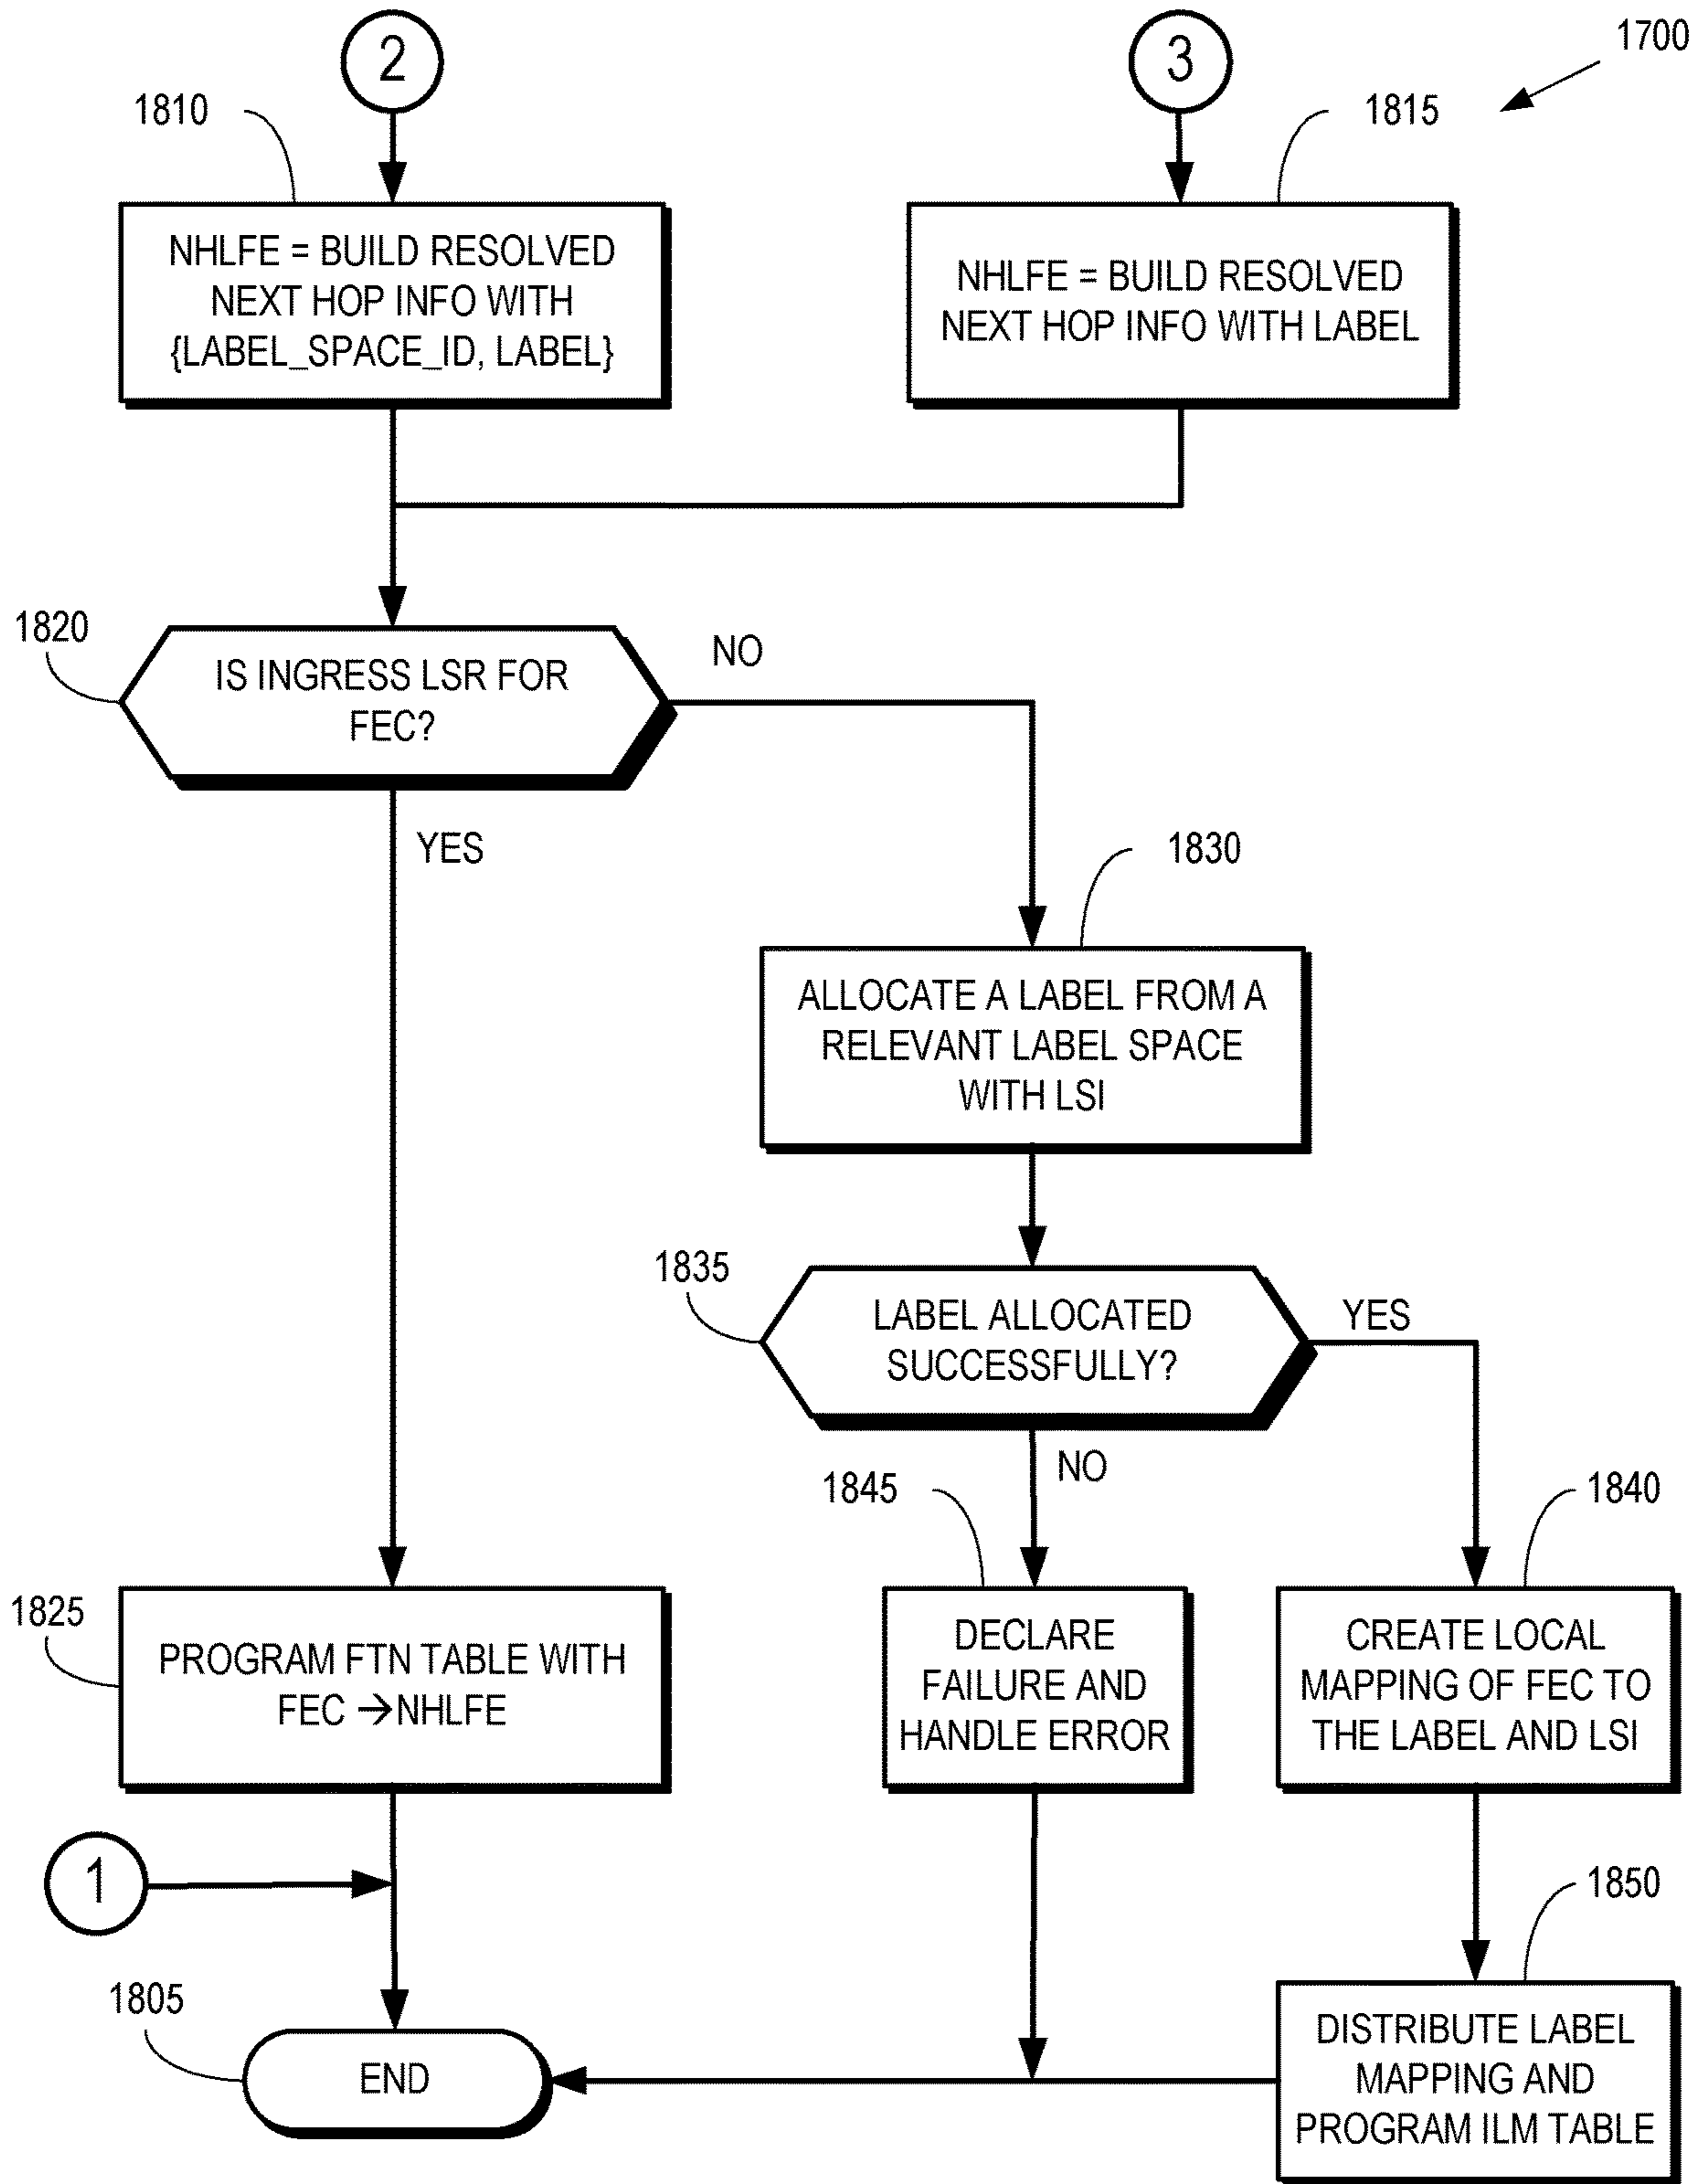 2
3
1700
1810
1815
NHLFE = BUILD RESOLVED
NEXT HOP INFO WITH
{LABEL_SPACE_ID, LABEL}
NHLFE = BUILD RESOLVED
NEXT HOP INFO WITH LABEL
1820
IS INGRESS LSR FOR
FEC?
NO
YES
1830
ALLOCATE A LABEL FROM A
RELEVANT LABEL SPACE
WITH LSI
1835
LABEL ALLOCATED
SUCCESSFULLY?
YES
NO
1845
1840
1825
PROGRAM FTN TABLE WITH
FEC →NHLFE
DECLARE
FAILURE AND
HANDLE ERROR
CREATE LOCAL
MAPPING OF FEC TO
THE LABEL AND LSI
1
1850
1805
END
DISTRIBUTE LABEL
MAPPING AND
PROGRAM ILM TABLE